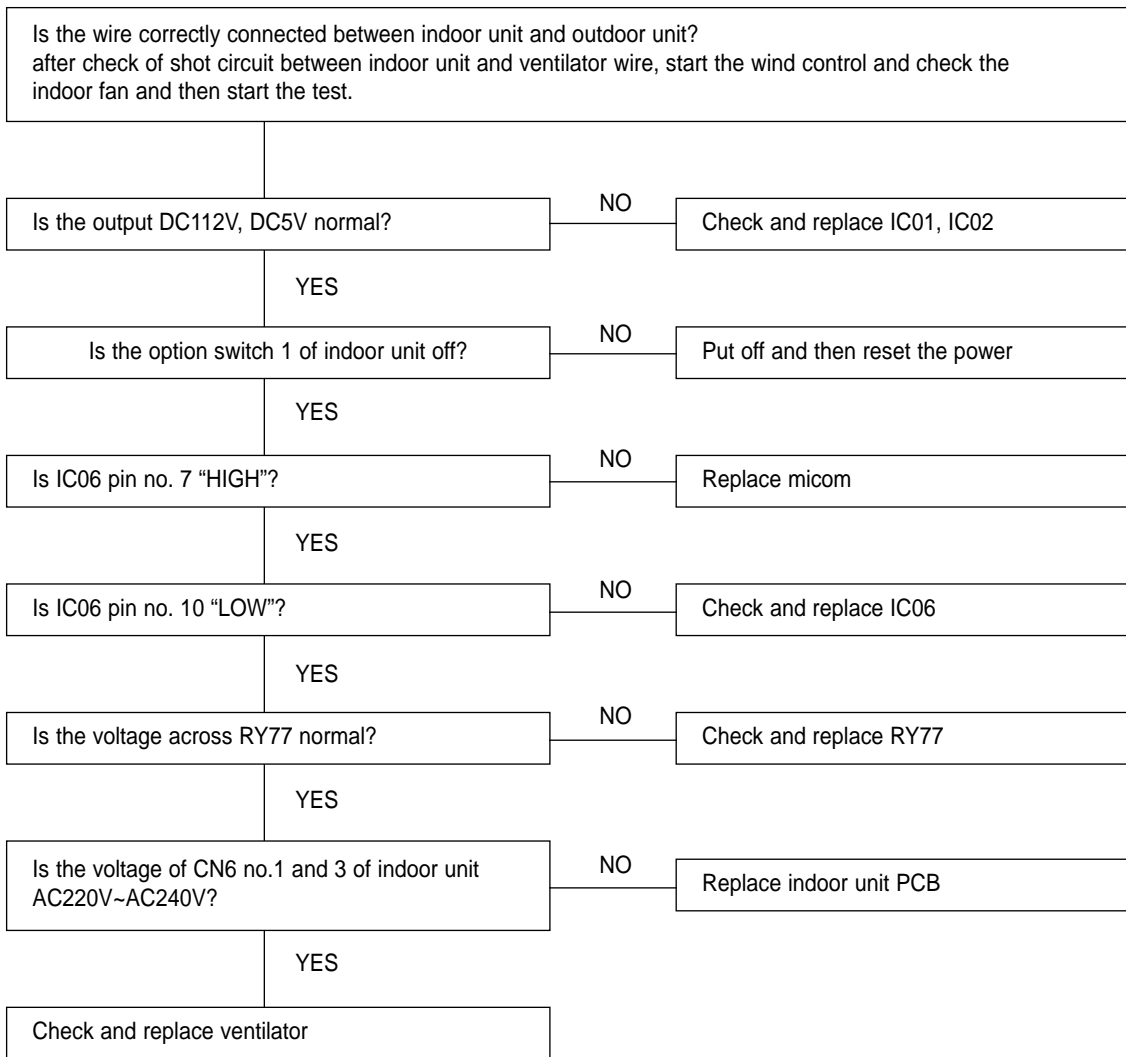 Is the wire correctly connected between indoor unit and outdoor unit?
after check of shot circuit between indoor unit and ventilator wire, start the wind control and check the
indoor fan and then start the test.
Is the output DC112V, DC5V normal?
NO
Check and replace IC01, IC02
YES
Is the option switch 1 of indoor unit off?
NO
Put off and then reset the power
YES
Is IC06 pin no. 7 “HIGH”?
NO
Replace micom
YES
Is IC06 pin no. 10 “LOW”?
NO
Check and replace IC06
YES
Is the voltage across RY77 normal?
NO
Check and replace RY77
YES
Is the voltage of CN6 no.1 and 3 of indoor unit
AC220V~AC240V?
NO
Replace indoor unit PCB
YES
Check and replace ventilator